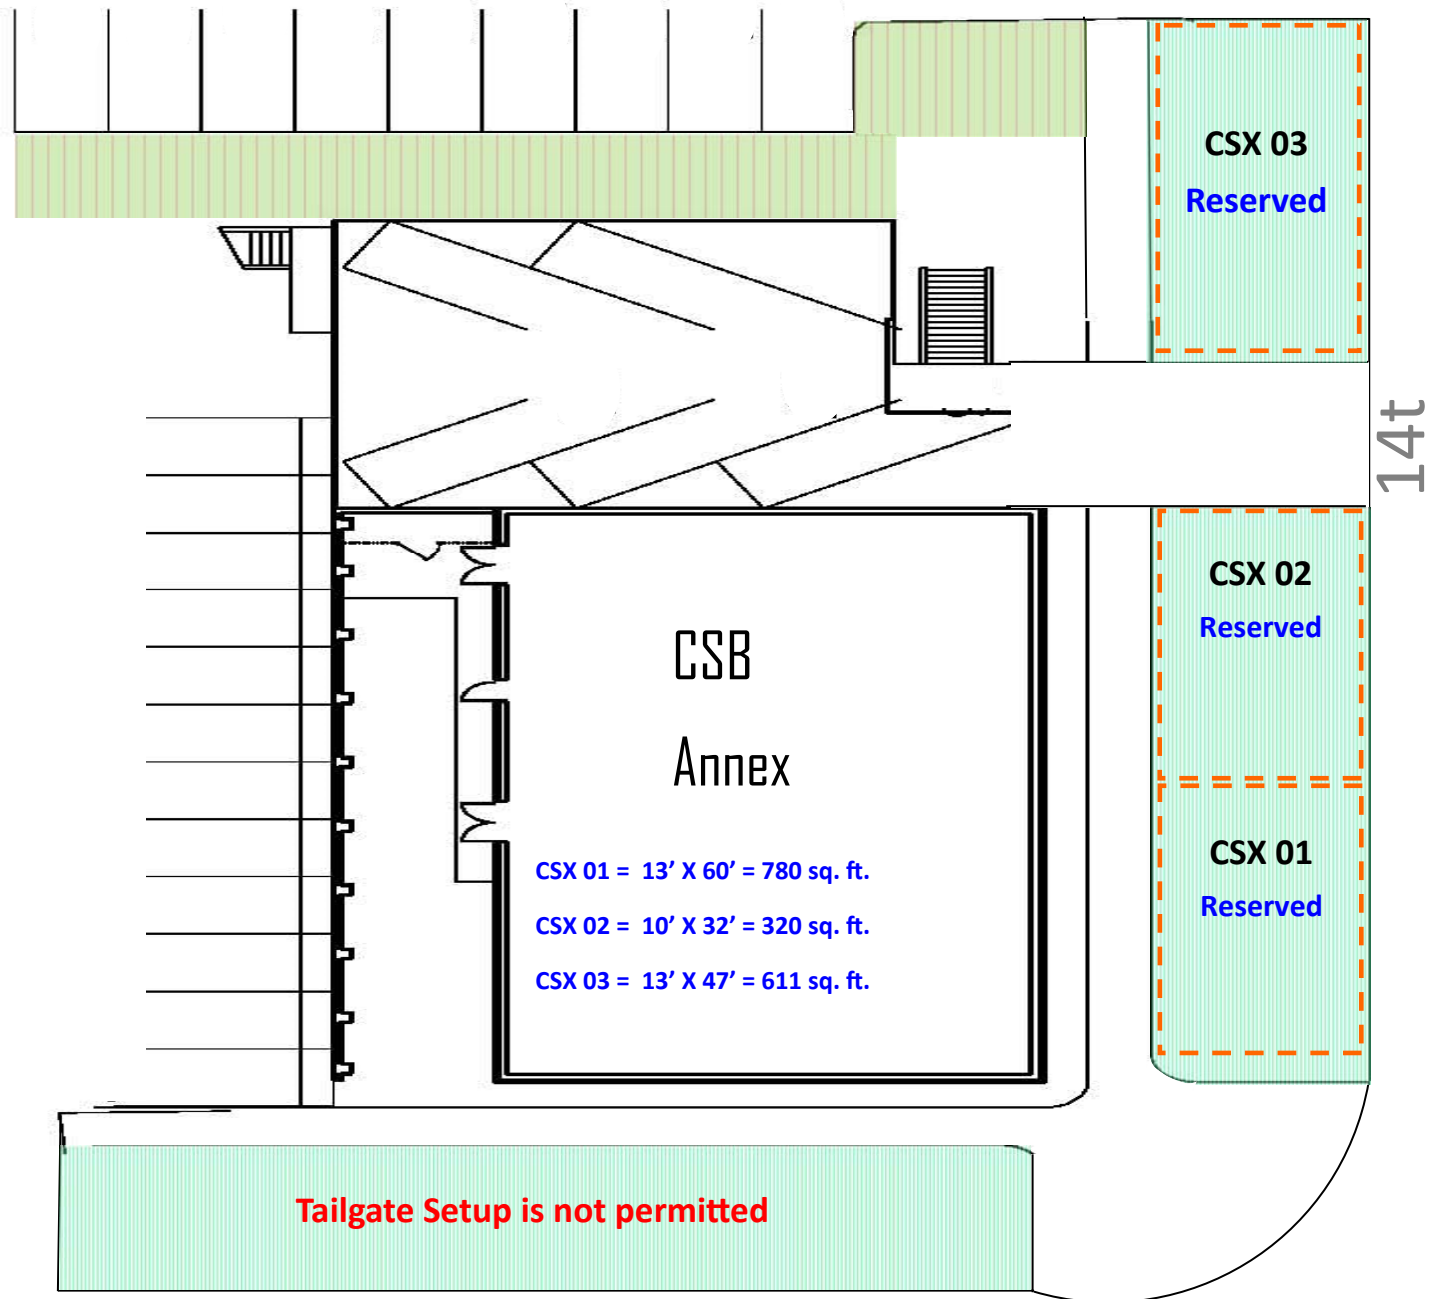 CSX 03
Reserved
14t
CSX 02
Reserved
CSB
Annex
CSX 01
Reserved
CSX 01 =  13’ X 60’ = 780 sq. ft.
CSX 02 =  10’ X 32’ = 320 sq. ft.
CSX 03 =  13’ X 47’ = 611 sq. ft.
Tailgate Setup is not permitted